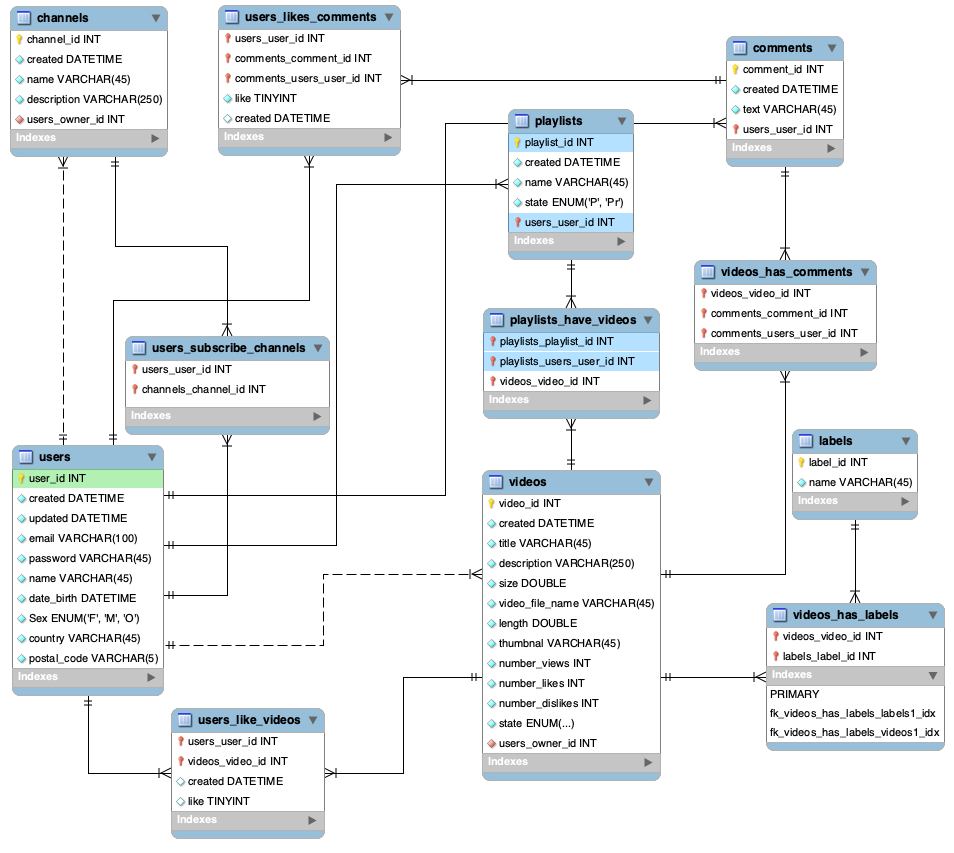 channels
channel_id INT
created DATETIME
name VARCHAR(45)
description VARCHAR(250)
users_owner_id INT
Indexes
users_likes_comments
users_user_id INT
comments_comment_id INT
comments_users_user_id INT
like TINYINT
created DATETIME
Indexes
comments
comment_id INT
created DATETIME
text VARCHAR(45)
users_user_id INT
Indexes
playlists
playlist_id INT
created DATETIME
name VARCHAR(45)
state ENUM('P', 'Pr')
users_user_id INT
Indexes
videos_has_comments
videos_video_id INT
comments_comment_id INT
comments_users_user_id INT
Indexes
users_subscribe_channels
users_user_id INT
channels_channel_id INT
Indexes
playlists_have_videos
playlists_playlist_id INT
playlists_users_user_id INT
videos_video_id INT
Indexes
users
user_id INT
created DATETIME
updated DATETIME
email VARCHAR(100)
password VARCHAR(45)
name VARCHAR(45)
date_birth DATETIME
Sex ENUM('F', 'M', 'O')
country VARCHAR(45)
postal_code VARCHAR(5)
Indexes
videos
video_id INT
created DATETIME
title VARCHAR(45)
description VARCHAR(250)
size DOUBLE
video_file_name VARCHAR(45)
length DOUBLE
thumbnal VARCHAR(45)
number_views INT
number_likes INT
number_dislikes INT
state ENUM(...)
users_owner_id INT
Indexes
labels
label_id INT
name VARCHAR(45)
Indexes
videos_has_labels
videos_video_id INT
labels_label_id INT
Indexes
PRIMARY
fk_videos_has_labels_labels1_idx
fk_videos_has_labels_videos1_idx
users_like_videos
users_user_id INT
videos_video_id INT
created DATETIME
like TINYINT
Indexes